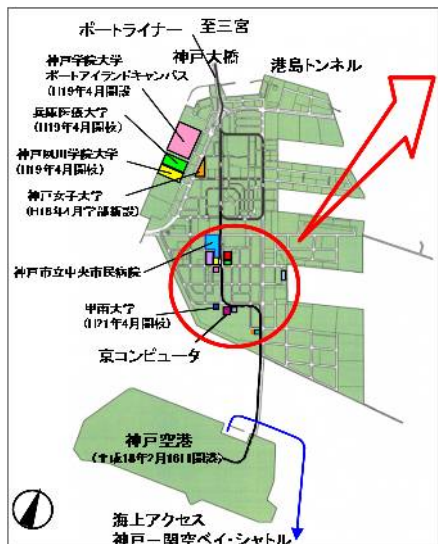 ポートライナー
至三宮
神戸大橋
港島トンネル
神戸学院大学
ポートアイランドキャンパス
(H19年4月開設
兵庫医療大学
(H19年4月開校)
神戸夙川学院大学
(H19年4月開校)
神戸女子大学
(H18年4月学部新設)
神戸市立中央市民病院
甲南大学
(H21年4月開校)
京コンピュータ
神戸空港
(平成18年2月16日開港)
海上アクセス
神戸ー関空ベイ・シャトル